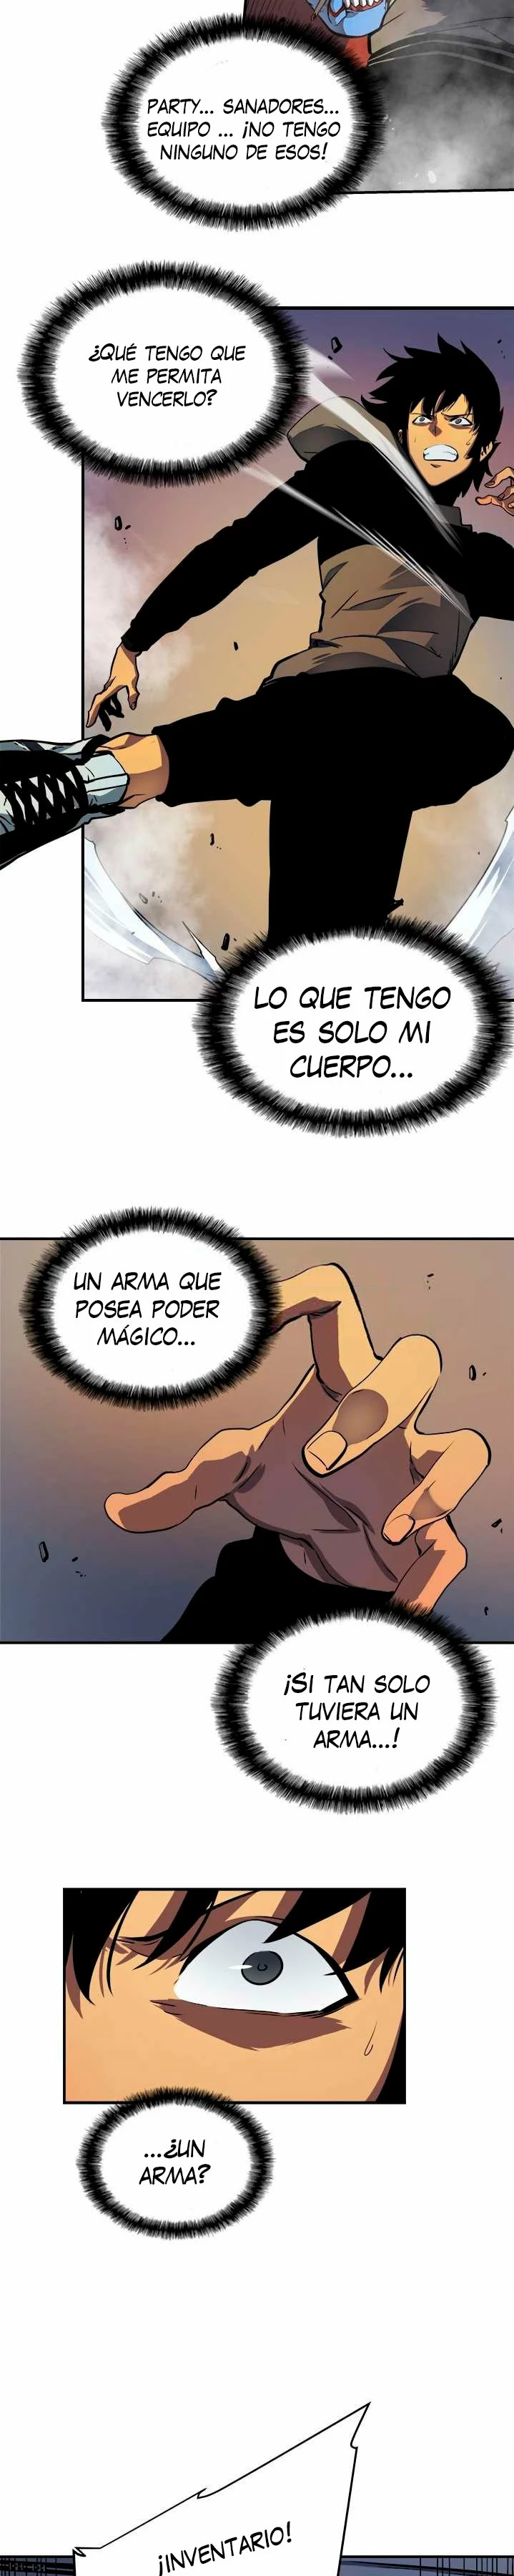 PARTY... SANADORES...
EQUIPO ... ¡NO TENGO
NINGUNO DE ESOS!
¿QUÉ TENGO QUE
ME PERMITA
VENCERLO?
LO QUE TENGO
ES SOLO MI
CUERPO...
UN ARMA QUE
POSEA PODER
MÁGICO...
¡SI TAN SOLO
TUVIERA UN
ARMA...!
...¿UN
ARMA?
¡INVENTARIO!